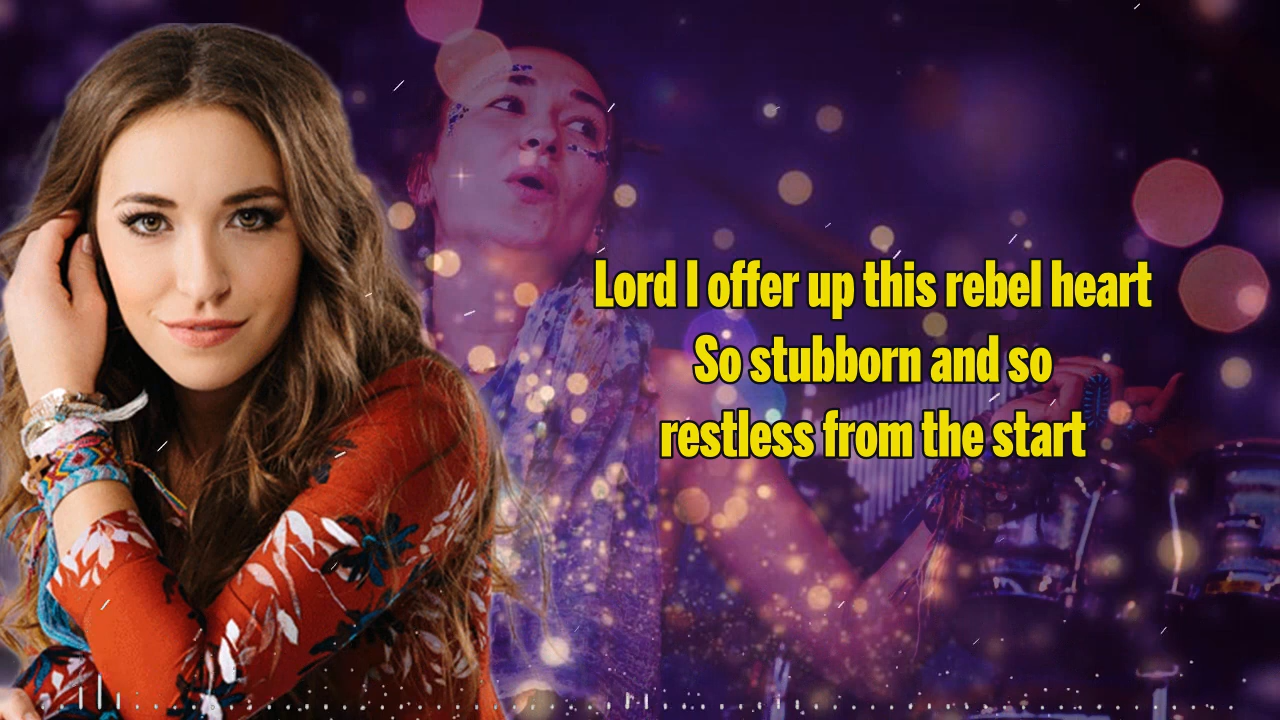 Lord I offer up this rebel heart
So stubborn and so
restless from the start